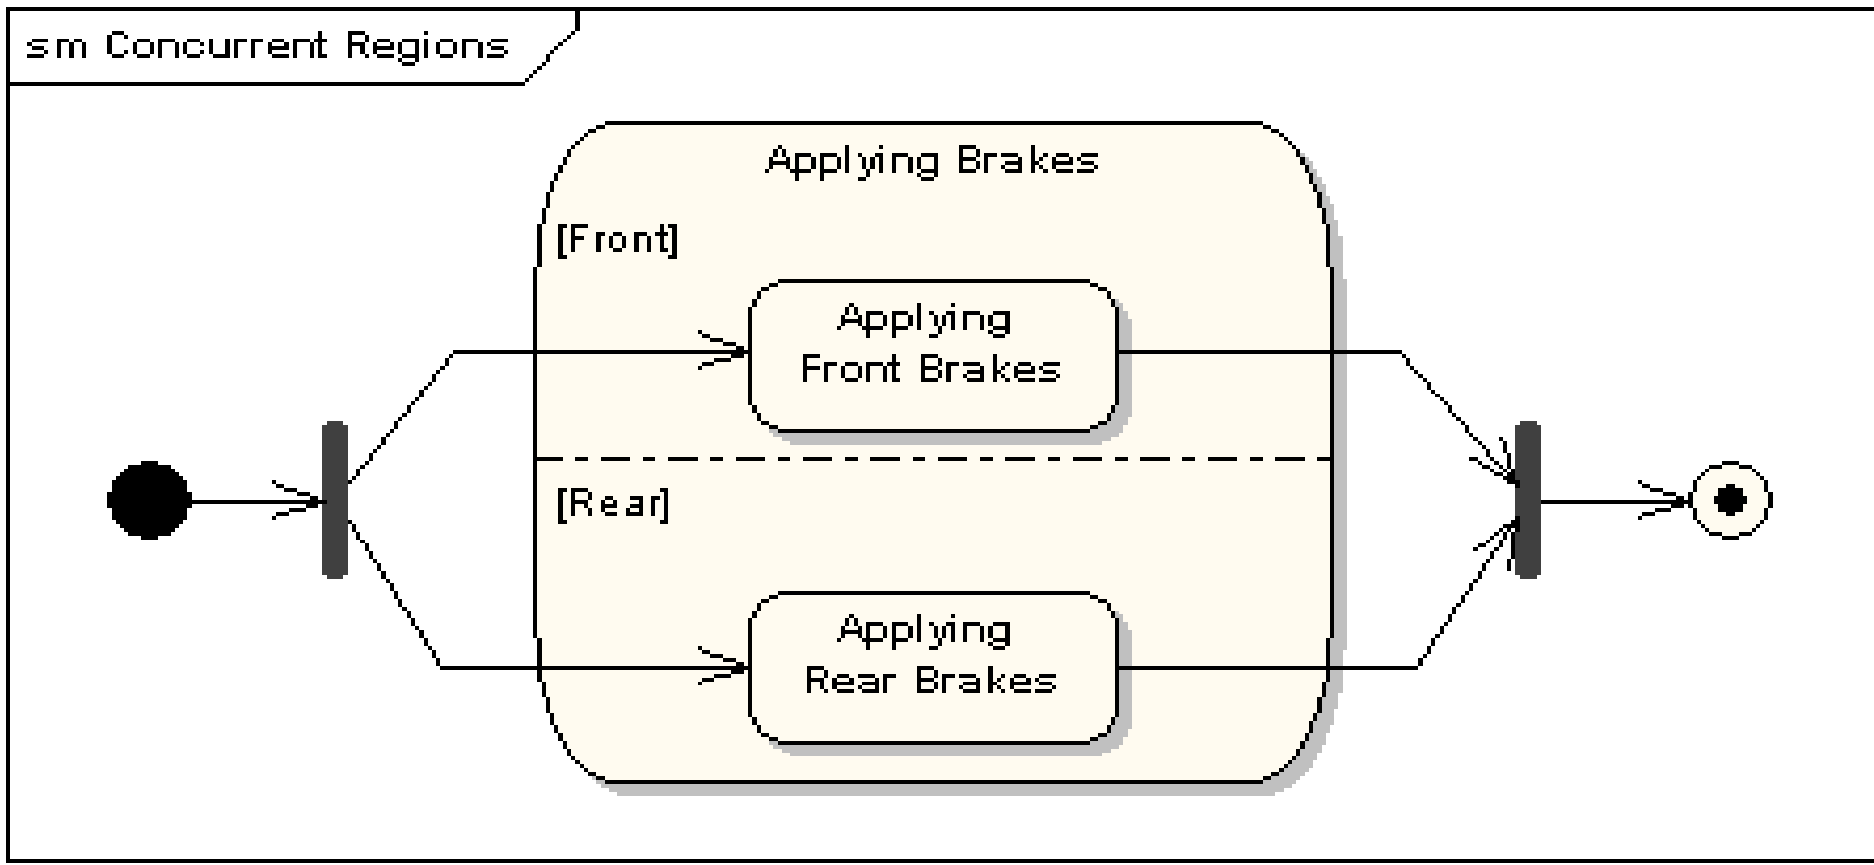 sm Concurrent Regions
Applying Brakes
[Front]
Applying
Front Brakes
[Rear]
Applying
Rear Brakes